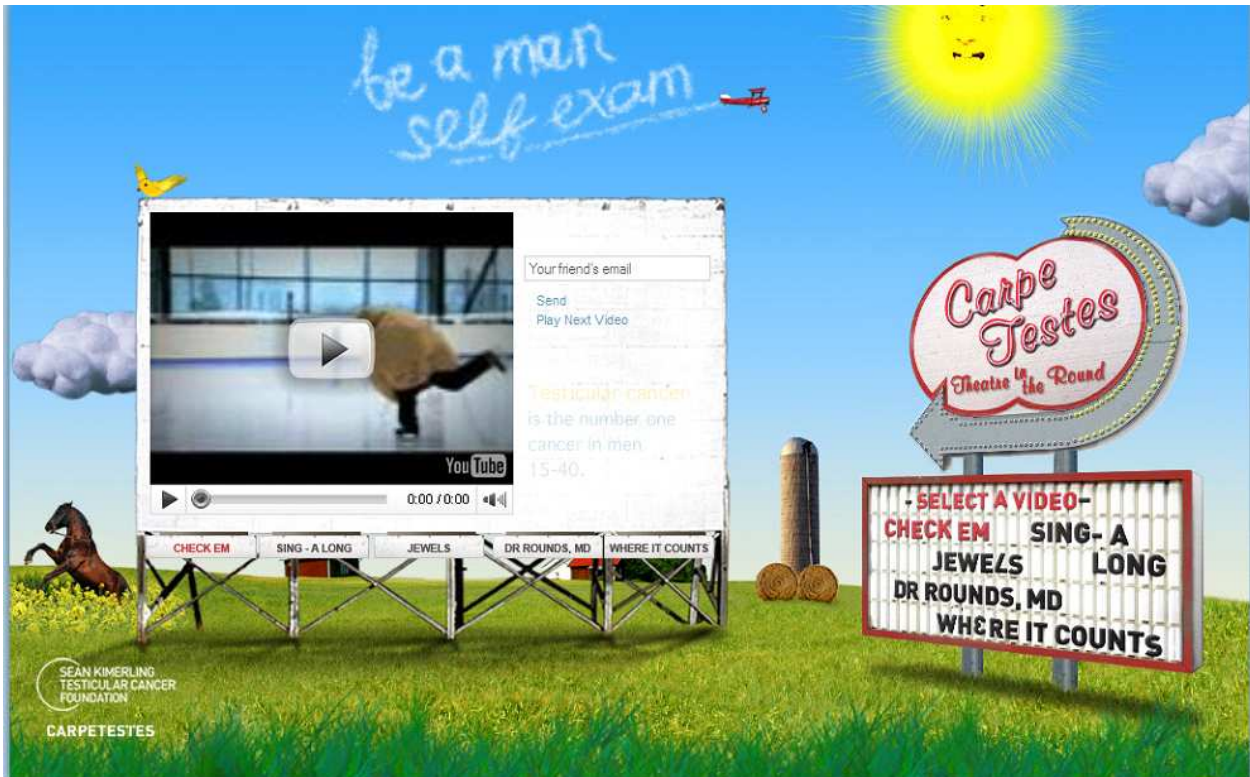 be a man
self exam
Your friend's email
Send
Play Next Video
Testicular cancer
is the number one
cancer in men
15-40.
YouTube
0:00 / 0:00
CHECK EM
SING - A LONG
JEWELS
DR ROUNDS, MD
WHERE IT COUNTS
Carpe
Testes
Theatre in the Round
- SELECT A VIDEO-
CHECK EM SING- A
JEWELS LONG
DR ROUNDS, MD
WHERE IT COUNTS
SEAN KIMERLING
TESTICULAR CANCER
FOUNDATION
CARPETESTES